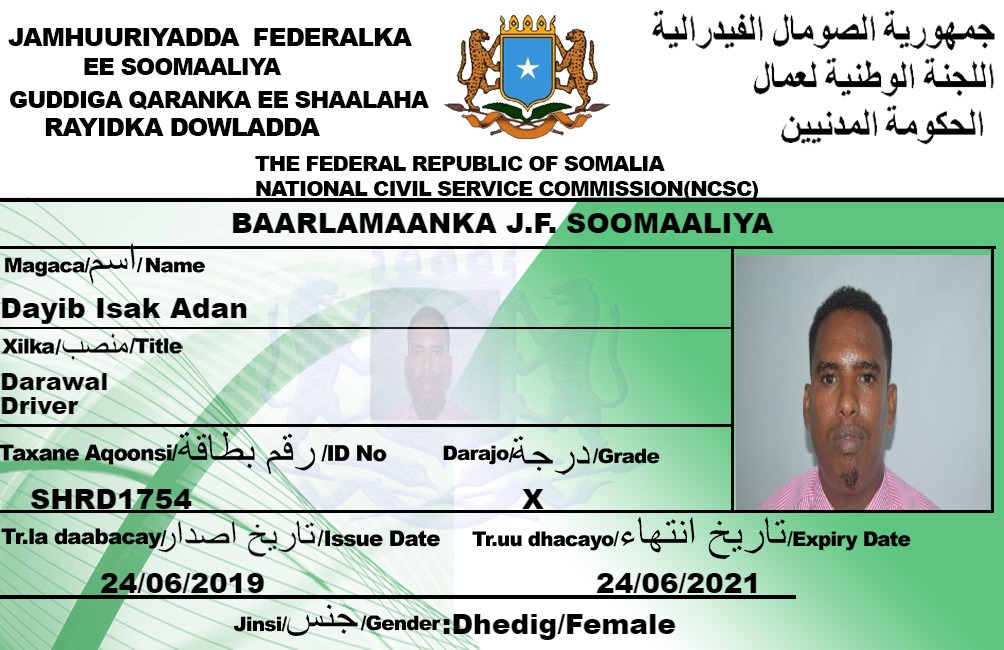 JAMHUURIYADDA FEDERALKA
EE SOOMAALIYA
GUDDIGA QARANKA EE SHAALAHA
RAYIDKA DOWLADDA
جمهورية الصومال الفيدرالية
اللجنة الوطنية لعمال
الحكومة المدنيين
THE FEDERAL REPUBLIC OF SOMALIA
NATIONAL CIVIL SERVICE COMMISSION(NCSC)
BAARLAMAANKA J.F. SOOMAALIYA
Magaca/اسم/Name
Dayib Isak Adan
Xilka/منصب/Title
Darawal
Driver
Taxane Aqoonsi/رقم بطاقة/ID No
SHRD1754
Darajo/درجة/Grade
X
Tr.la daabacay/تاريخ اصدار/Issue Date
24/06/2019
Tr.uu dhacayo/تاريخ انتهاء/Expiry Date
24/06/2021
Jinsi/جنس/Gender:Dhedig/Female